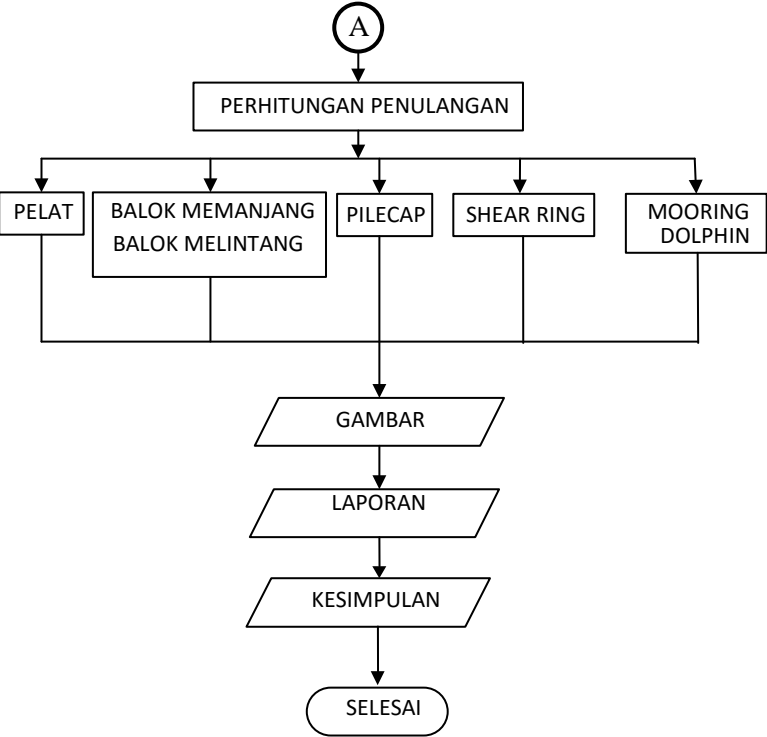 A
PERHITUNGAN PENULANGAN
PELAT
BALOK MEMANJANG
BALOK MELINTANG
PILECAP
SHEAR RING
MOORING
DOLPHIN
GAMBAR
LAPORAN
KESIMPULAN
SELESAI